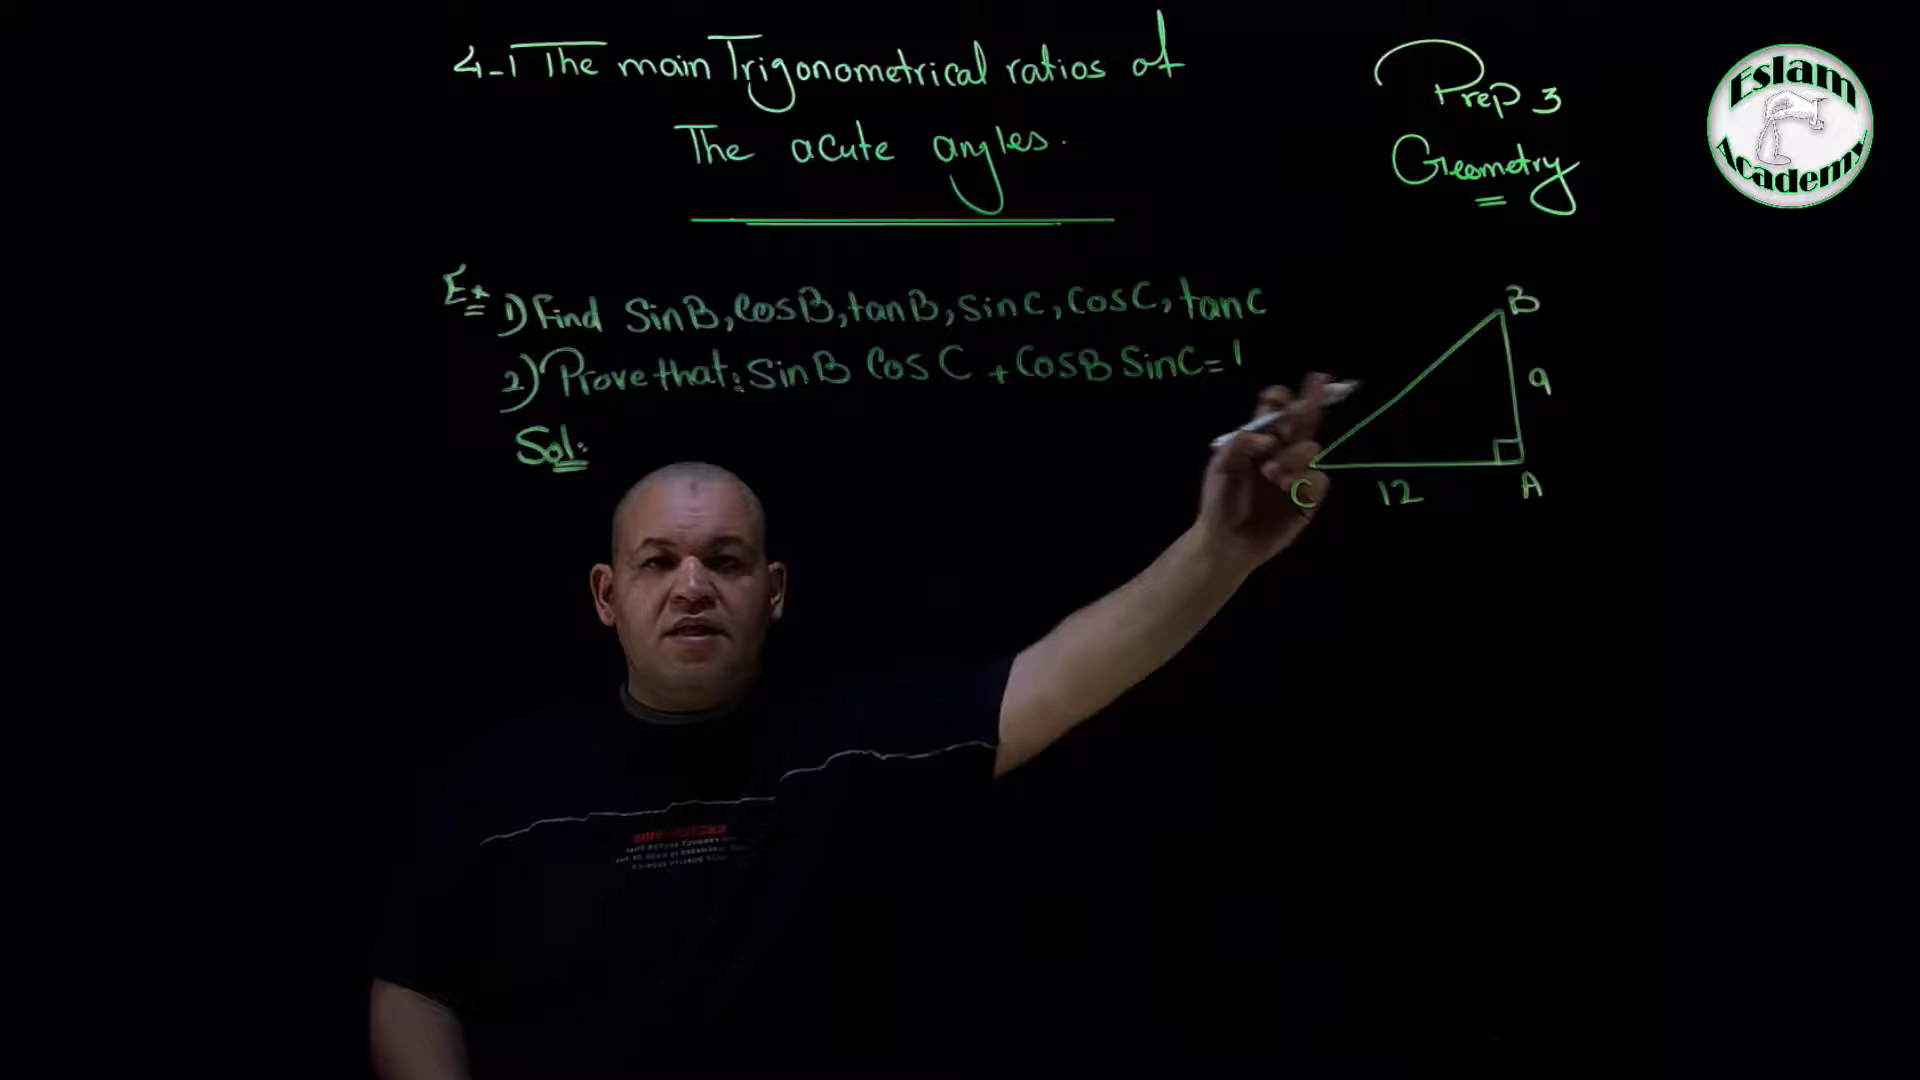 4-1 The main Trigonometrical ratios of
The acute angles.
Prep 3
Geometry
Eslam
Academy
Ex 1) Find SinB, CosB, tanB, SinC, CosC, tanC
2) Prove that: SinB CosC + CosB SinC = 1
Sol:
B
9
A
12
C